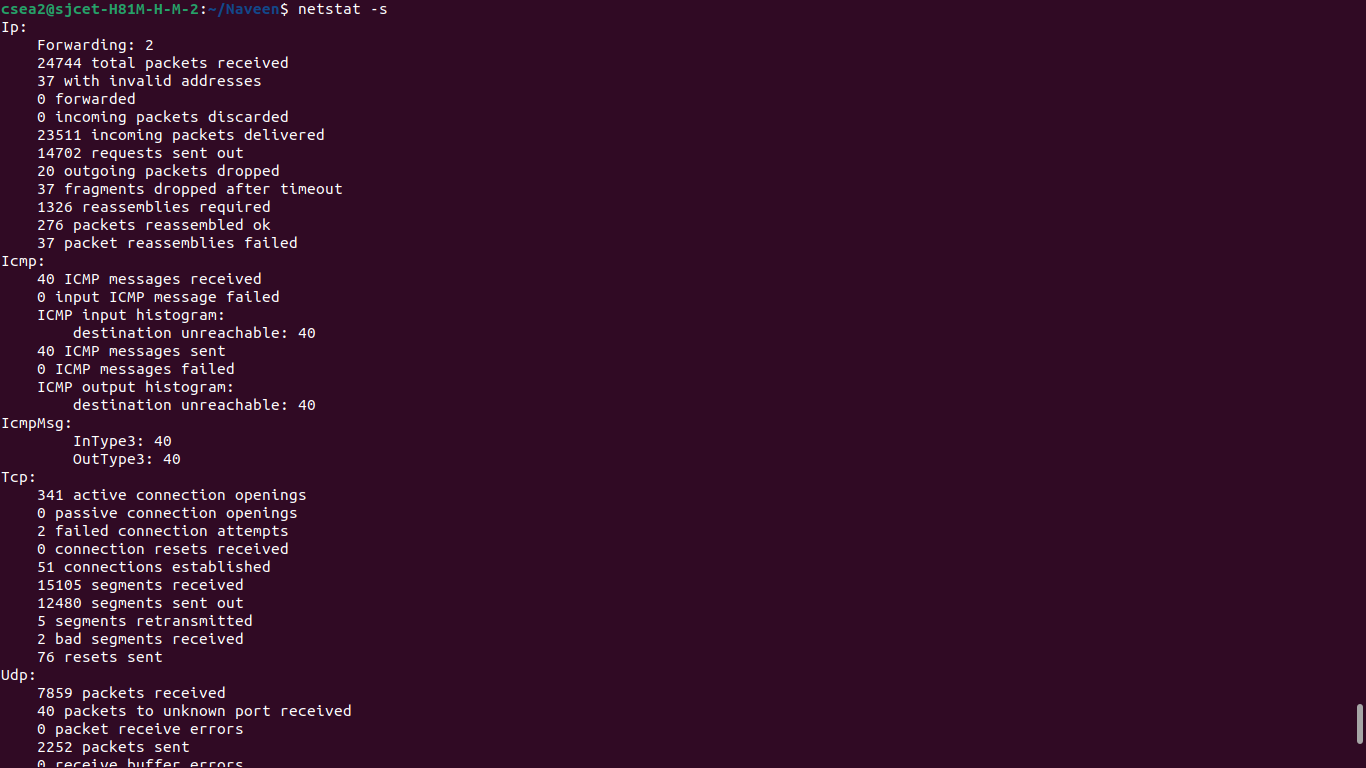 csea2@sjcet-H81M-H-M-2:~/Naveen$ netstat -s
Ip:
    Forwarding: 2
    24744 total packets received
    37 with invalid addresses
    0 forwarded
    0 incoming packets discarded
    23511 incoming packets delivered
    14702 requests sent out
    20 outgoing packets dropped
    37 fragments dropped after timeout
    1326 reassemblies required
    276 packets reassembled ok
    37 packet reassemblies failed
Icmp:
    40 ICMP messages received
    0 input ICMP message failed
    ICMP input histogram:
        destination unreachable: 40
    40 ICMP messages sent
    0 ICMP messages failed
    ICMP output histogram:
        destination unreachable: 40
IcmpMsg:
        InType3: 40
        OutType3: 40
Tcp:
    341 active connection openings
    0 passive connection openings
    2 failed connection attempts
    0 connection resets received
    51 connections established
    15105 segments received
    12480 segments sent out
    5 segments retransmitted
    2 bad segments received
    76 resets sent
Udp:
    7859 packets received
    40 packets to unknown port received
    0 packet receive errors
    2252 packets sent
    0 receive buffer errors